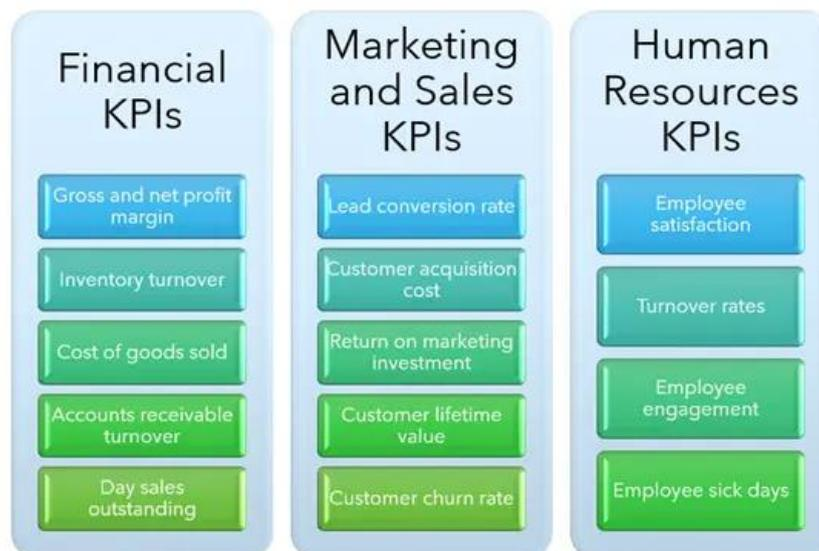 Financial
KPIs
Gross and net profit
margin
Inventory turnover
Cost of goods sold
Accounts receivable
turnover
Day sales
outstanding
Marketing
and Sales
KPIs
Lead conversion rate
Customer acquisition
cost
Return on marketing
investment
Customer lifetime
value
Customer churn rate
Human
Resources
KPIs
Employee
satisfaction
Turnover rates
Employee
engagement
Employee sick days